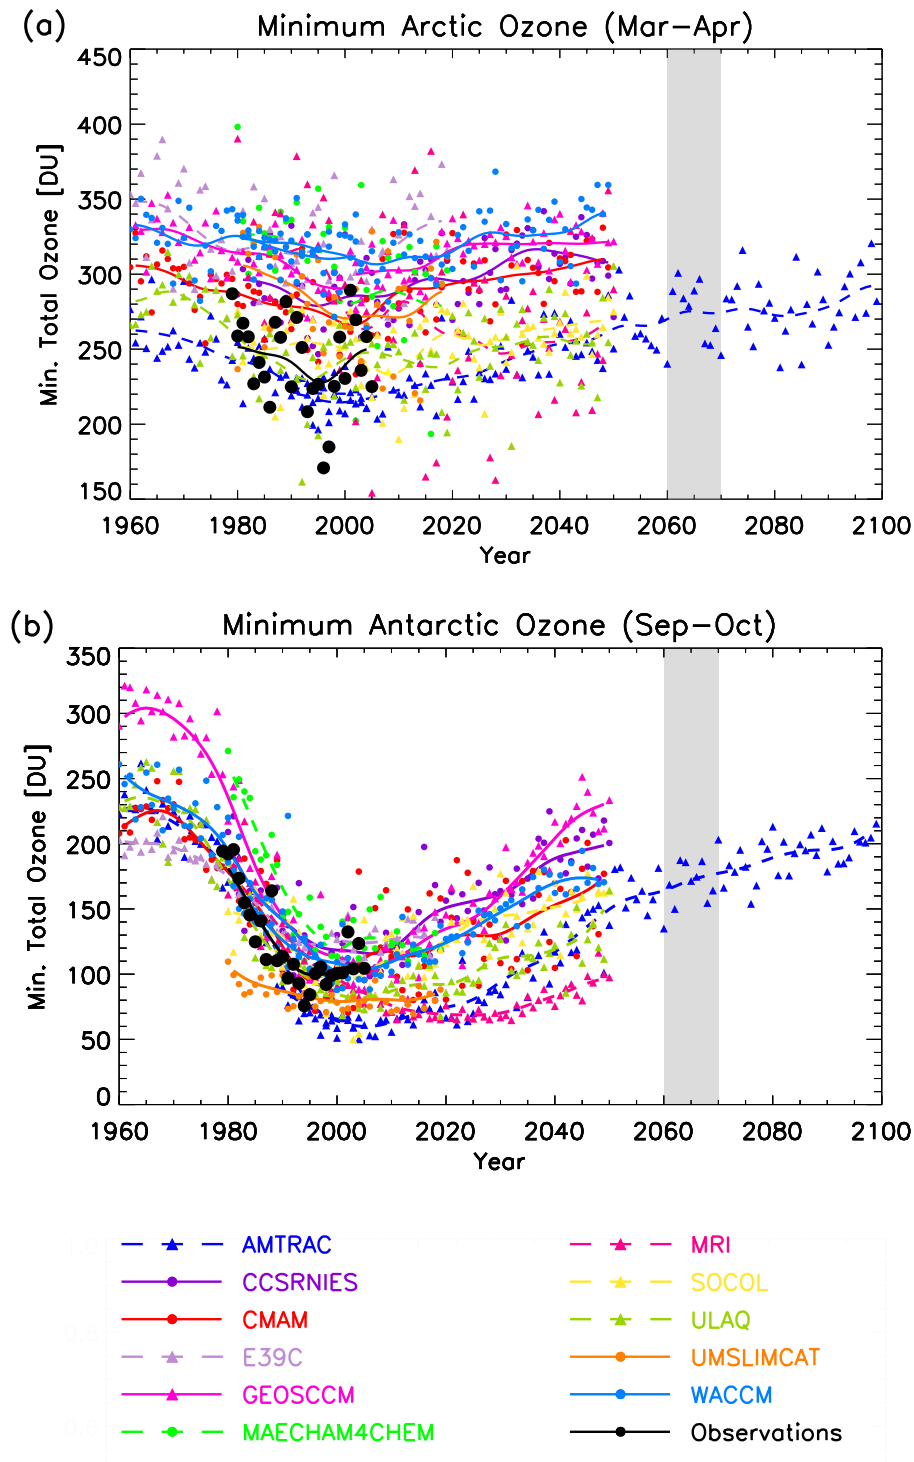 (a)
Minimum Arctic Ozone (Mar-Apr)
Min. Total Ozone [DU]
450
400
350
300
250
200
150
1960 1980 2000 2020 2040 2060 2080 2100
Year
(b)
Minimum Antarctic Ozone (Sep-Oct)
Min. Total Ozone [DU]
350
300
250
200
150
100
50
0
1960 1980 2000 2020 2040 2060 2080 2100
Year
AMTRAC
CCSRNIES
CMAM
E39C
GEOSCCM
MAECHAM4CHEM
MRI
SOCOL
ULAQ
UMSLIMCAT
WACCM
Observations